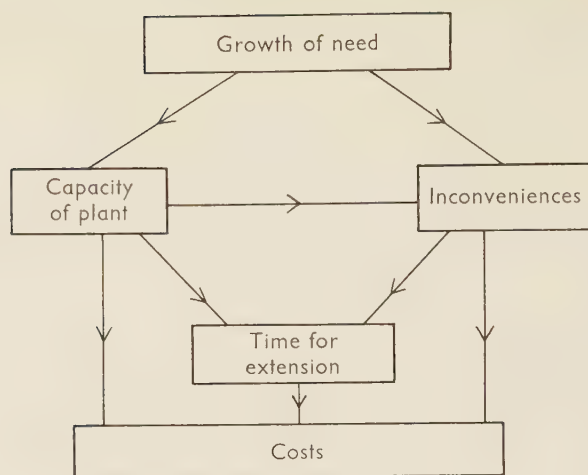 Growth of need
Capacity
of plant
Inconveniences
Time for
extension
Costs